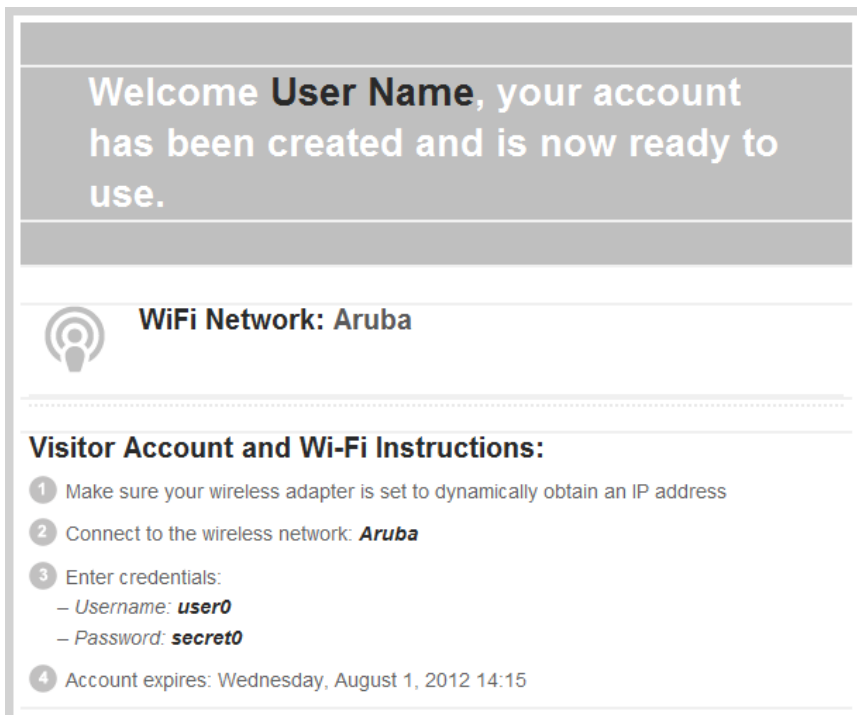 Welcome User Name, your account
has been created and is now ready to
use.
WiFi Network: Aruba
Visitor Account and Wi-Fi Instructions:
1 Make sure your wireless adapter is set to dynamically obtain an IP address
2 Connect to the wireless network: Aruba
3 Enter credentials:
– Username: user0
– Password: secret0
4 Account expires: Wednesday, August 1, 2012 14:15